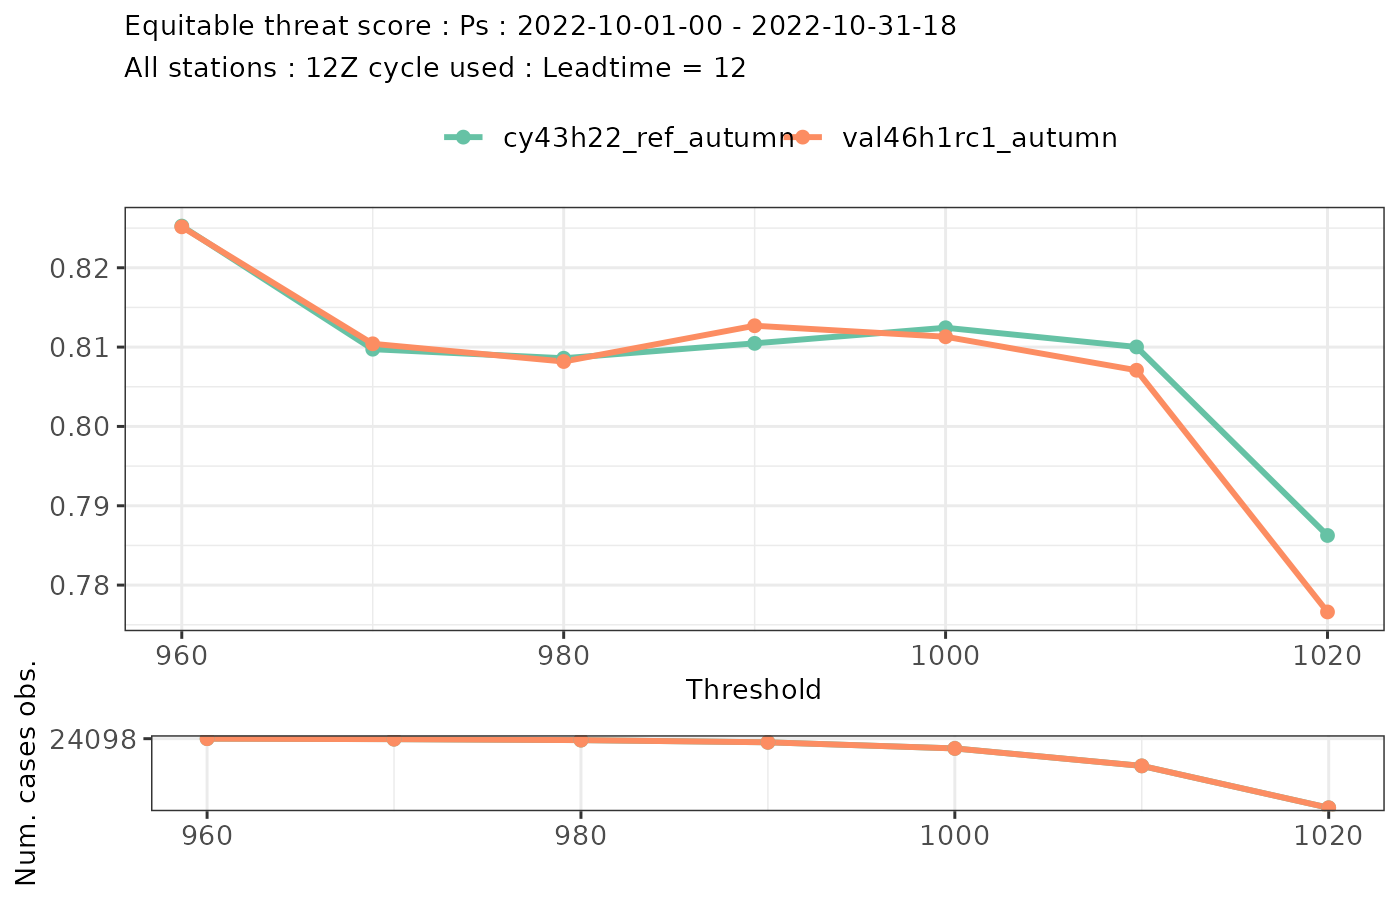 Equitable threat score : Ps : 2022-10-01-00 - 2022-10-31-18
All stations : 12Z cycle used : Leadtime = 12
cy43h22_ref_autumn val46h1rc1_autumn
0.82
0.81
0.80
0.79
0.78
960 980 1000 1020
Threshold
Num. cases obs.
24098
960 980 1000 1020